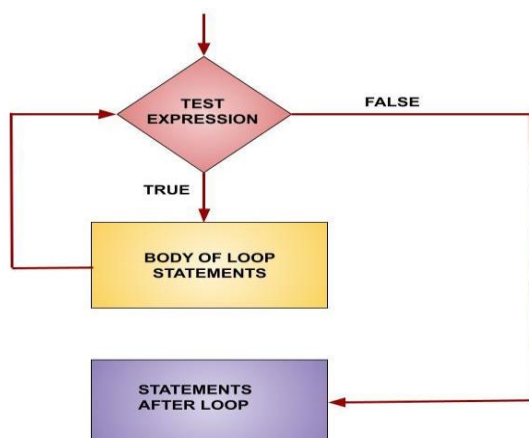 TEST
EXPRESSION
FALSE
TRUE
BODY OF LOOP
STATEMENTS
STATEMENTS
AFTER LOOP